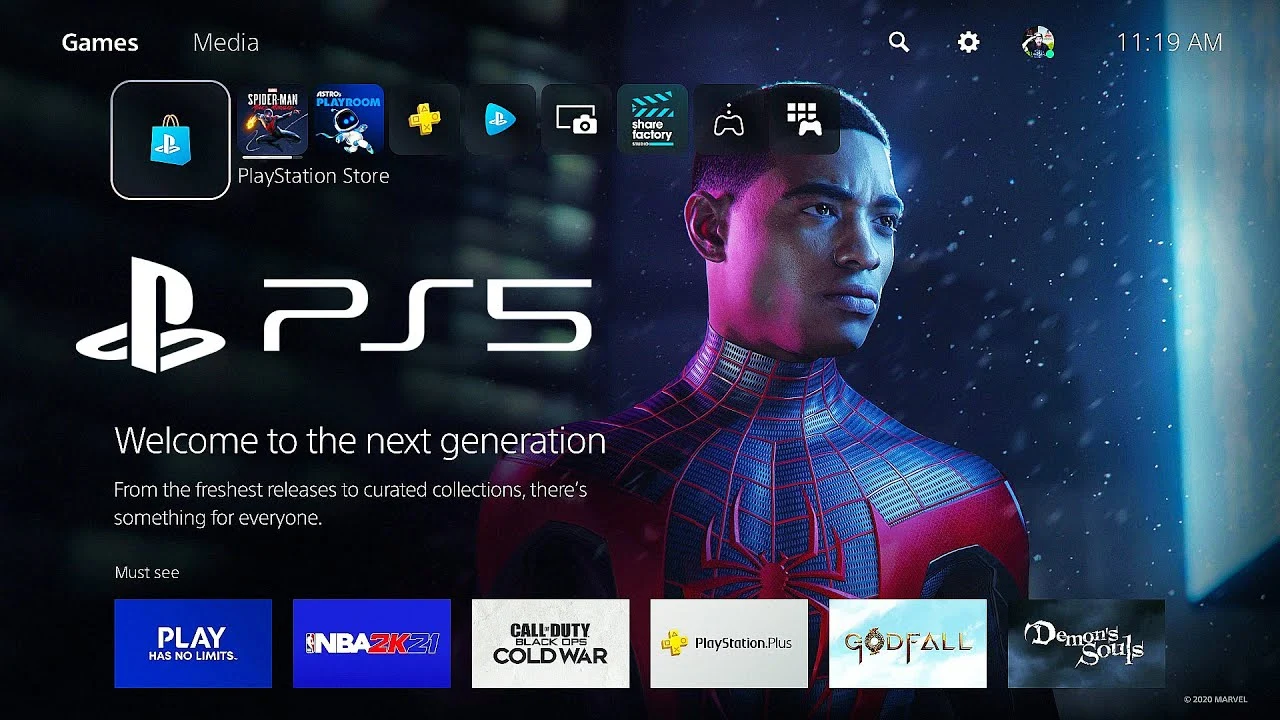 Games
Media
11:19 AM
SPIDER-MAN
ASTRO's
PLAYROOM
share
factory
PlayStation Store
PS5
Welcome to the next generation
From the freshest releases to curated collections, there's
something for everyone.
Must see
PLAY
HAS NO LIMITS™
NBA 2K21
CALL OF DUTY
BLACK OPS
COLD WAR
PlayStation.Plus
GODFALL
Demon's
Souls
© 2020 MARVEL